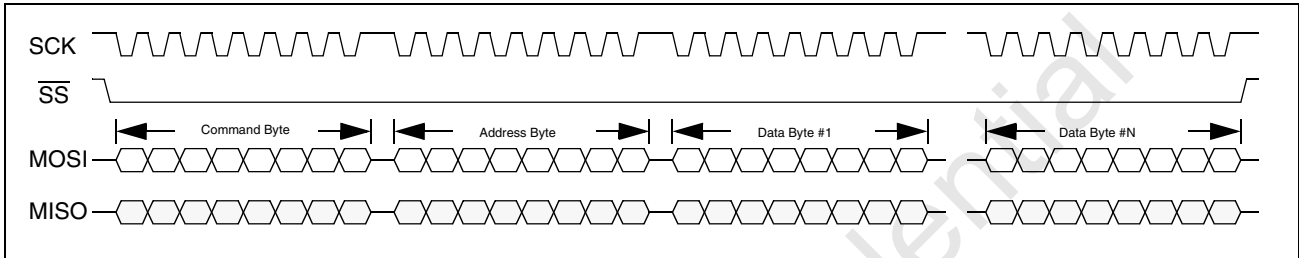 SCK
SS
Command Byte
Address Byte
Data Byte #1
Data Byte #N
MOSI
MISO